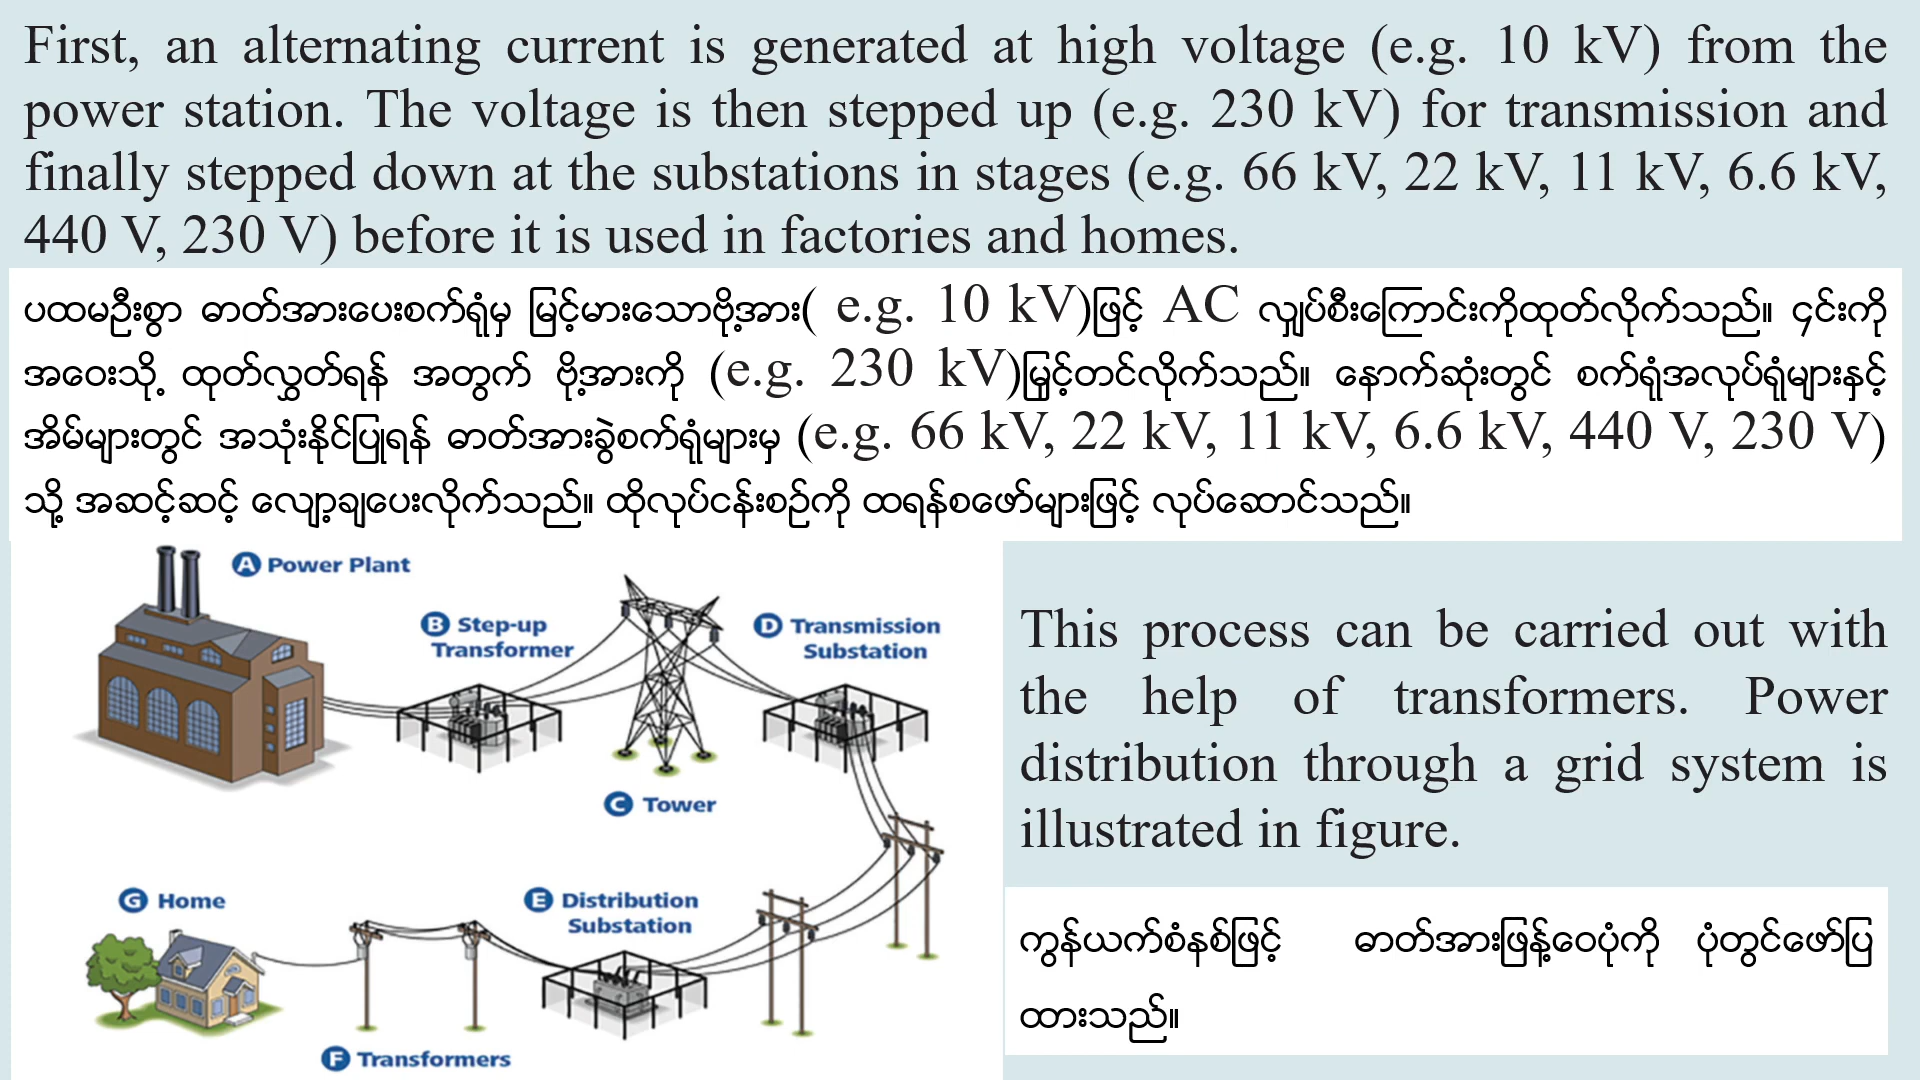 First, an alternating current is generated at high voltage (e.g. 10 kV) from the
power station. The voltage is then stepped up (e.g. 230 kV) for transmission and
finally stepped down at the substations in stages (e.g. 66 kV, 22 kV, 11 kV, 6.6 kV,
440 V, 230 V) before it is used in factories and homes.
ပထမဦးစွာ ဓာတ်အားပေးစက်ရုံမှ မြင့်မားသောဗို့အား( e.g. 10 kV)ဖြင့် AC လျှပ်စီးကြောင်းကိုထုတ်လိုက်သည်။ ၎င်းကို
အဝေးသို့ ထုတ်လွှတ်ရန် အတွက် ဗို့အားကို (e.g. 230 kV)မြှင့်တင်လိုက်သည်။ နောက်ဆုံးတွင် စက်ရုံအလုပ်ရုံများနှင့်
အိမ်များတွင် အသုံးနိုင်ပြုရန် ဓာတ်အားခွဲစက်ရုံများမှ (e.g. 66 kV, 22 kV, 11 kV, 6.6 kV, 440 V, 230 V)
သို့ အဆင့်ဆင့် လျော့ချပေးလိုက်သည်။ ထိုလုပ်ငန်းစဉ်ကို ထရန်စဖော်များဖြင့် လုပ်ဆောင်သည်။
A Power Plant
B Step-up
Transformer
D Transmission
Substation
C Tower
G Home
E Distribution
Substation
F Transformers
This process can be carried out with
the help of transformers. Power
distribution through a grid system is
illustrated in figure.
ကွန်ယက်စံနစ်ဖြင့် ဓာတ်အားဖြန့်ဝေပုံကို ပုံတွင်ဖော်ပြ
ထားသည်။